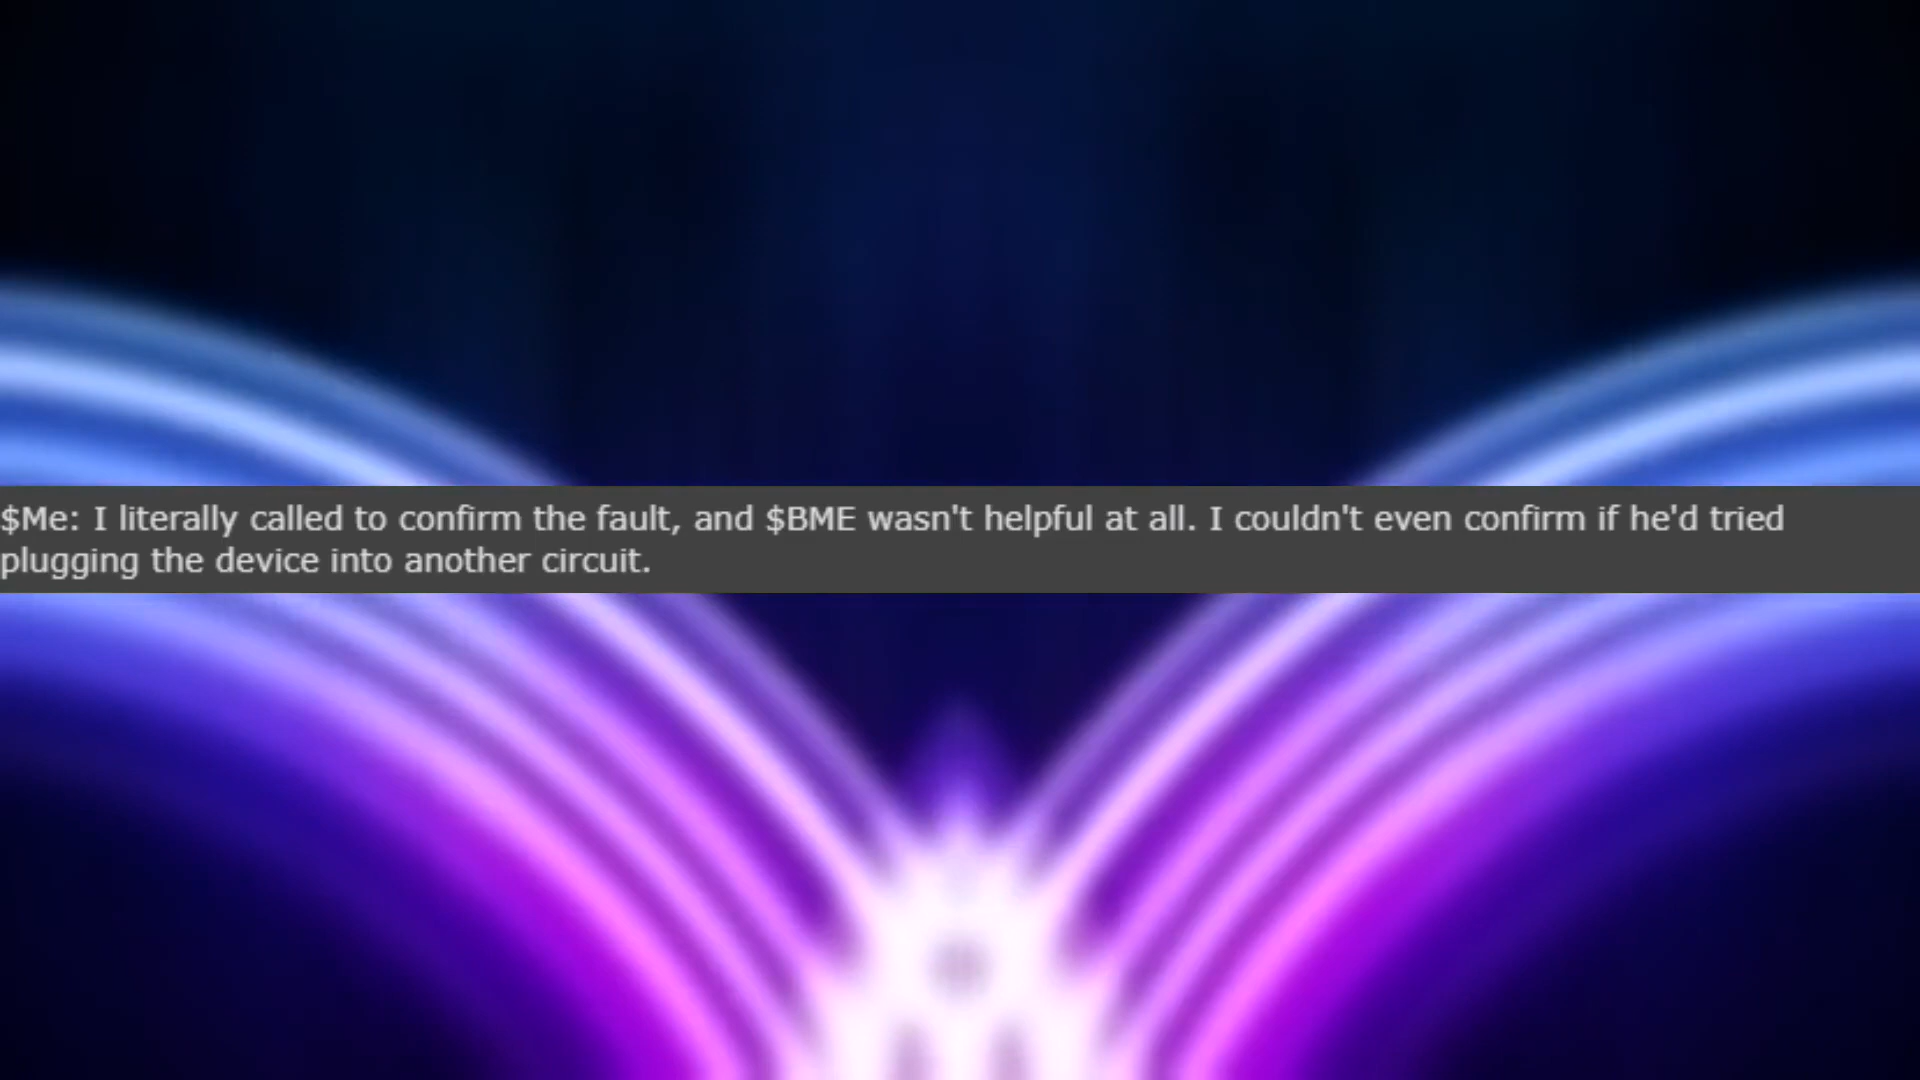 $Me: I literally called to confirm the fault, and $BME wasn't helpful at all. I couldn't even confirm if he'd tried
plugging the device into another circuit.